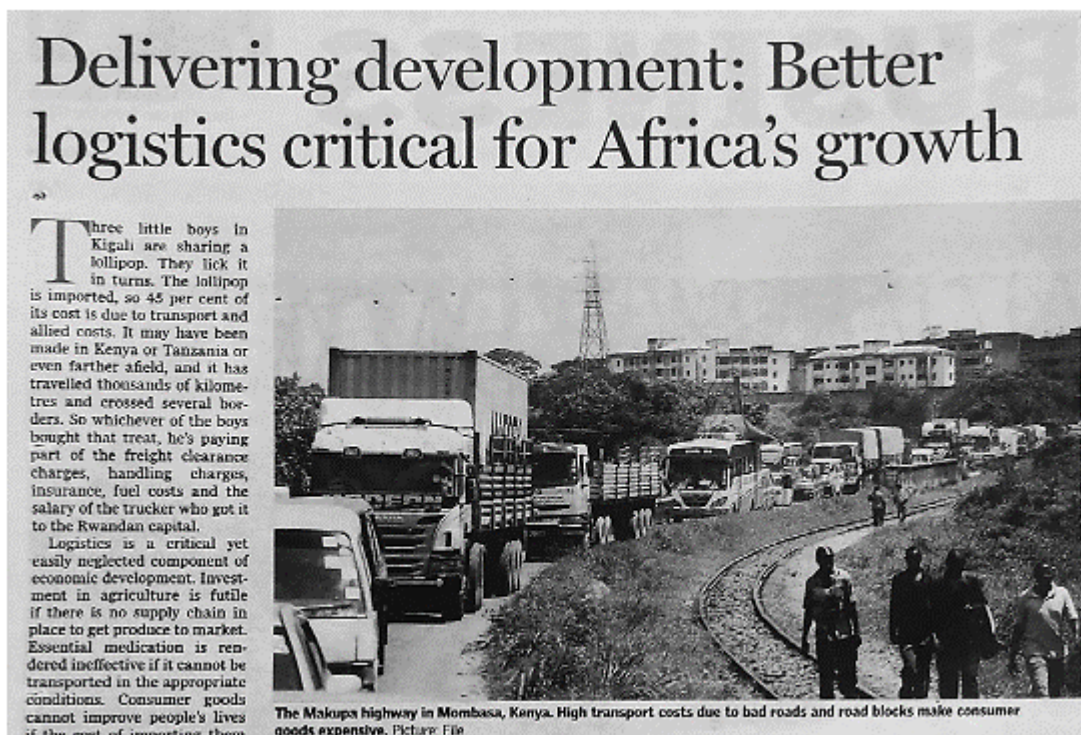 Delivering development: Better
logistics critical for Africa's growth
Three little boys in
Kigali are sharing a
lollipop. They lick it
in turns. The lollipop
is imported, so 45 per cent of
its cost is due to transport and
allied costs. It may have been
made in Kenya or Tanzania or
even farther afield, and it has
travelled thousands of kilome-
tres and crossed several bor-
ders. So whichever of the boys
bought that treat, he's paying
part of the freight clearance
charges, handling charges,
insurance, fuel costs and the
salary of the trucker who got it
to the Rwandan capital.
Logistics is a critical yet
easily neglected component of
economic development. Invest-
ment in agriculture is futile
if there is no supply chain in
place to get produce to market.
Essential medication is ren-
dered ineffective if it cannot be
transported in the appropriate
conditions. Consumer goods
cannot improve people's lives
if the cost of importing them
The Makupa highway in Mombasa, Kenya. High transport costs due to bad roads and road blocks make consumer
goods expensive. Picture: File